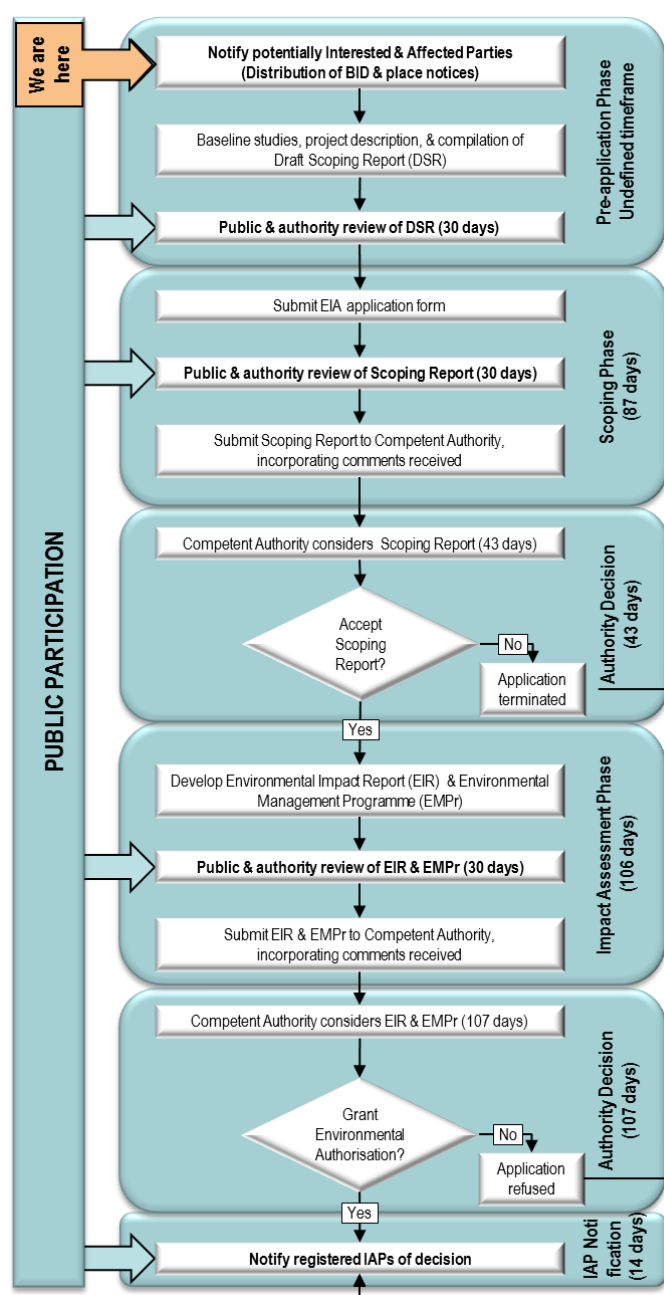 We are
here
PUBLIC PARTICIPATION
Notify potentially Interested & Affected Parties
(Distribution of BID & place notices)
Baseline studies, project description, & compilation of
Draft Scoping Report (DSR)
Public & authority review of DSR (30 days)
Pre-application Phase
Undefined timeframe
Submit EIA application form
Public & authority review of Scoping Report (30 days)
Submit Scoping Report to Competent Authority,
incorporating comments received
Scoping Phase
(87 days)
Competent Authority considers Scoping Report (43 days)
Accept
Scoping
Report?
No
Application
terminated
Yes
Authority Decision
(43 days)
Develop Environmental Impact Report (EIR) & Environmental
Management Programme (EMPr)
Public & authority review of EIR & EMPr (30 days)
Submit EIR & EMPr to Competent Authority,
incorporating comments received
Impact Assessment Phase
(106 days)
Competent Authority considers EIR & EMPr (107 days)
Grant
Environmental
Authorisation?
No
Application
refused
Yes
Authority Decision
(107 days)
Notify registered IAPs of decision
IAP Noti
fication
(14 days)